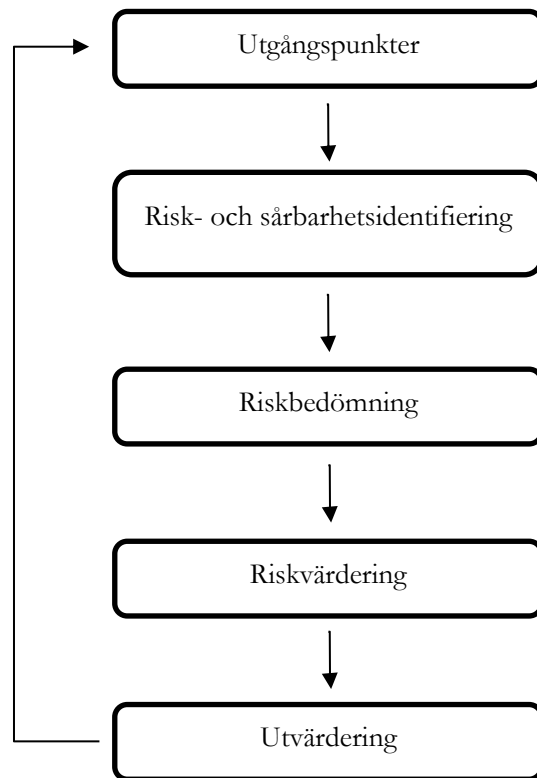 Utgångspunkter
Risk- och sårbarhetsidentifiering
Riskbedömning
Riskvärdering
Utvärdering